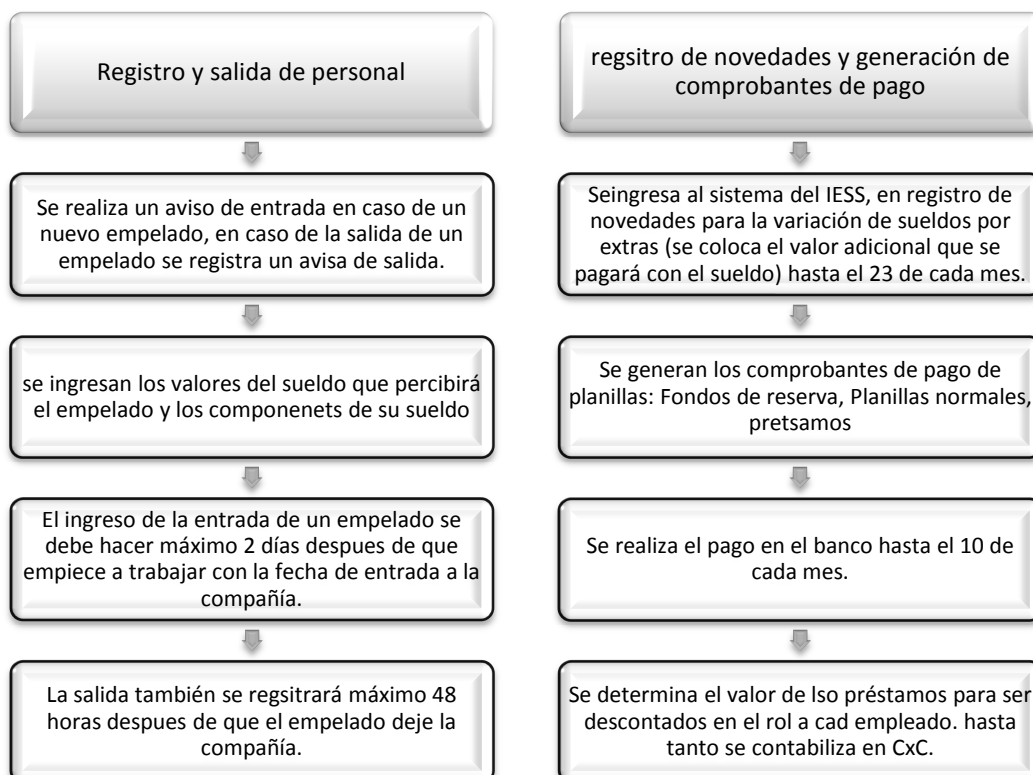 Registro y salida de personal
Se realiza un aviso de entrada en caso de un
nuevo empelado, en caso de la salida de un
empelado se registra un avisa de salida.
se ingresan los valores del sueldo que percibirá
el empelado y los componenets de su sueldo
El ingreso de la entrada de un empelado se
debe hacer máximo 2 días despues de que
empiece a trabajar con la fecha de entrada a la
compañía.
La salida también se regsitrará máximo 48
horas despues de que el empelado deje la
compañía.
regsitro de novedades y generación de
comprobantes de pago
Seingresa al sistema del IESS, en registro de
novedades para la variación de sueldos por
extras (se coloca el valor adicional que se
pagará con el sueldo) hasta el 23 de cada mes.
Se generan los comprobantes de pago de
planillas: Fondos de reserva, Planillas normales,
pretsamos
Se realiza el pago en el banco hasta el 10 de
cada mes.
Se determina el valor de lso préstamos para ser
descontados en el rol a cad empleado. hasta
tanto se contabiliza en CxC.